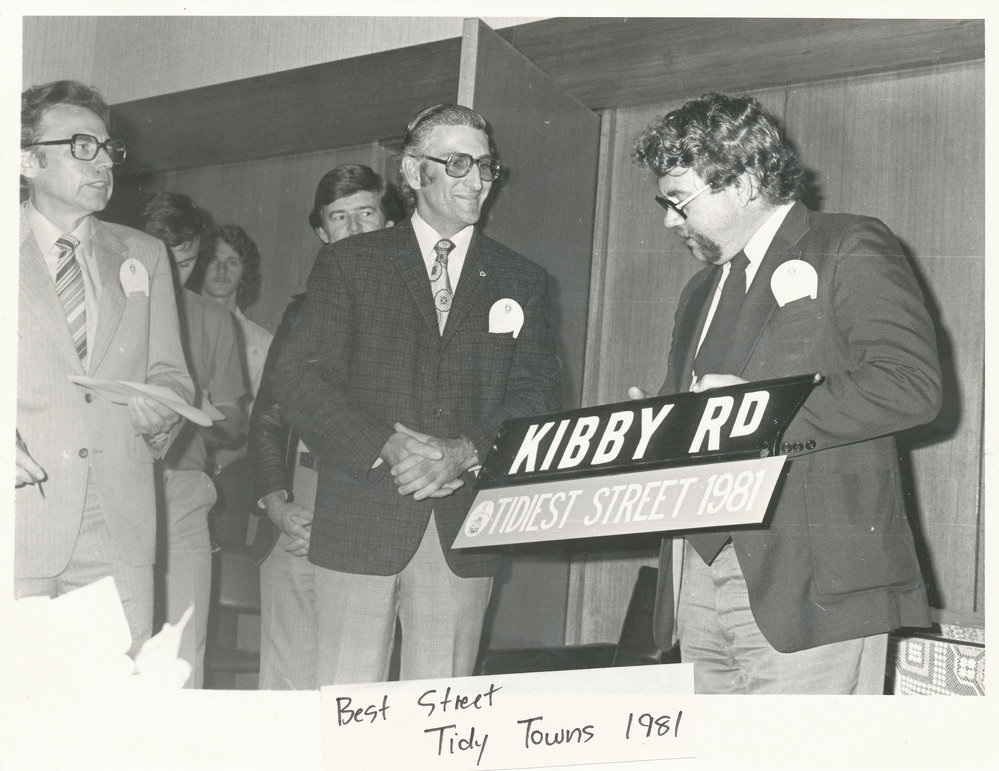 KIBBY RD
TIDIEST STREET 1981
Best Street
Tidy Towns 1981